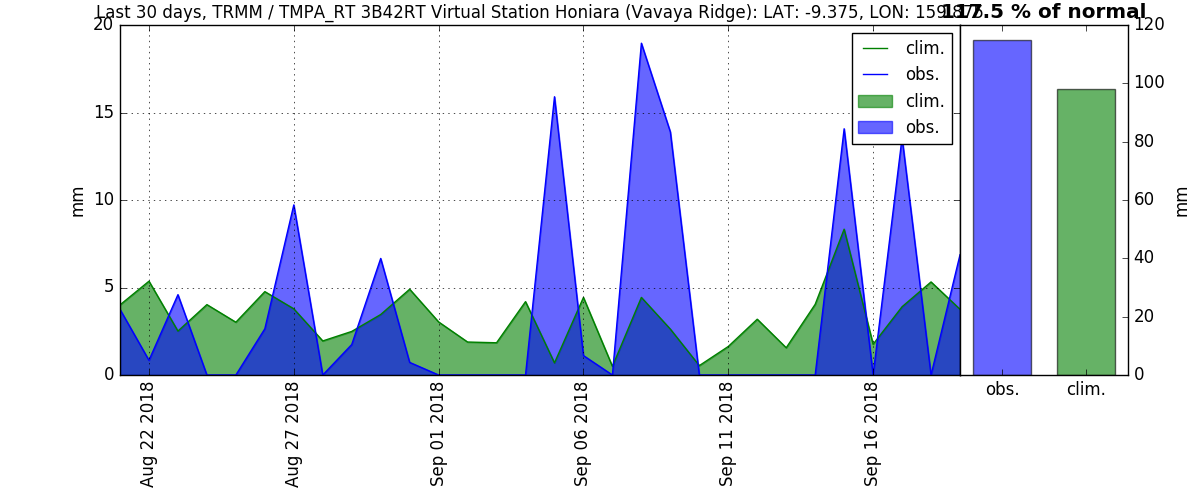 Last 30 days, TRMM / TMPA_RT 3B42RT Virtual Station Honiara (Vavaya Ridge): LAT: -9.375, LON: 159.875
117.5 % of normal
20
15
10
5
0
mm
clim.
obs.
clim.
obs.
120
100
80
60
40
20
0
mm
obs.
clim.
Aug 22 2018
Aug 27 2018
Sep 01 2018
Sep 06 2018
Sep 11 2018
Sep 16 2018